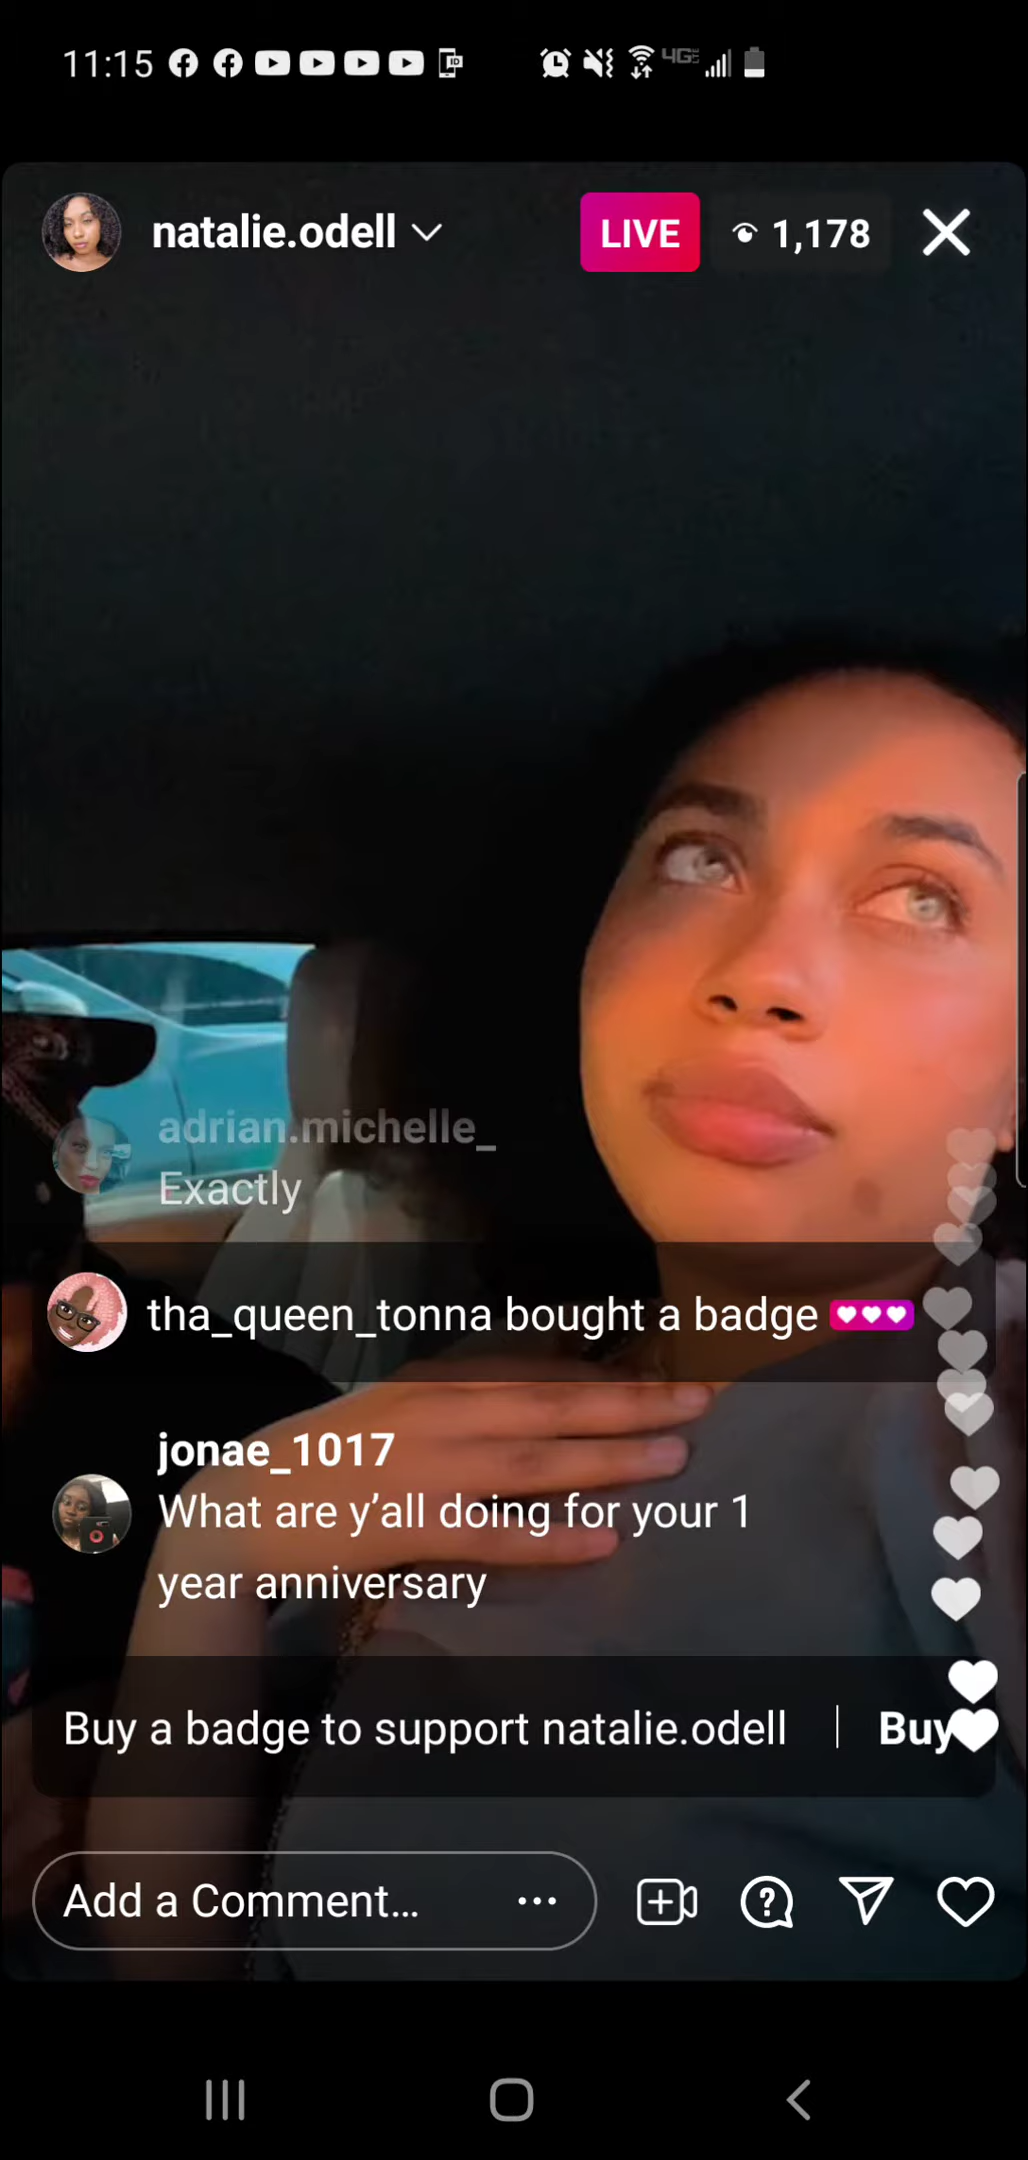 11:15
4GE
natalie.odell
LIVE
1,178
adrian.michelle_
Exactly
tha_queen_tonna bought a badge
jonae_1017
What are y’all doing for your 1
year anniversary
Buy a badge to support natalie.odell | Buy
Add a Comment...